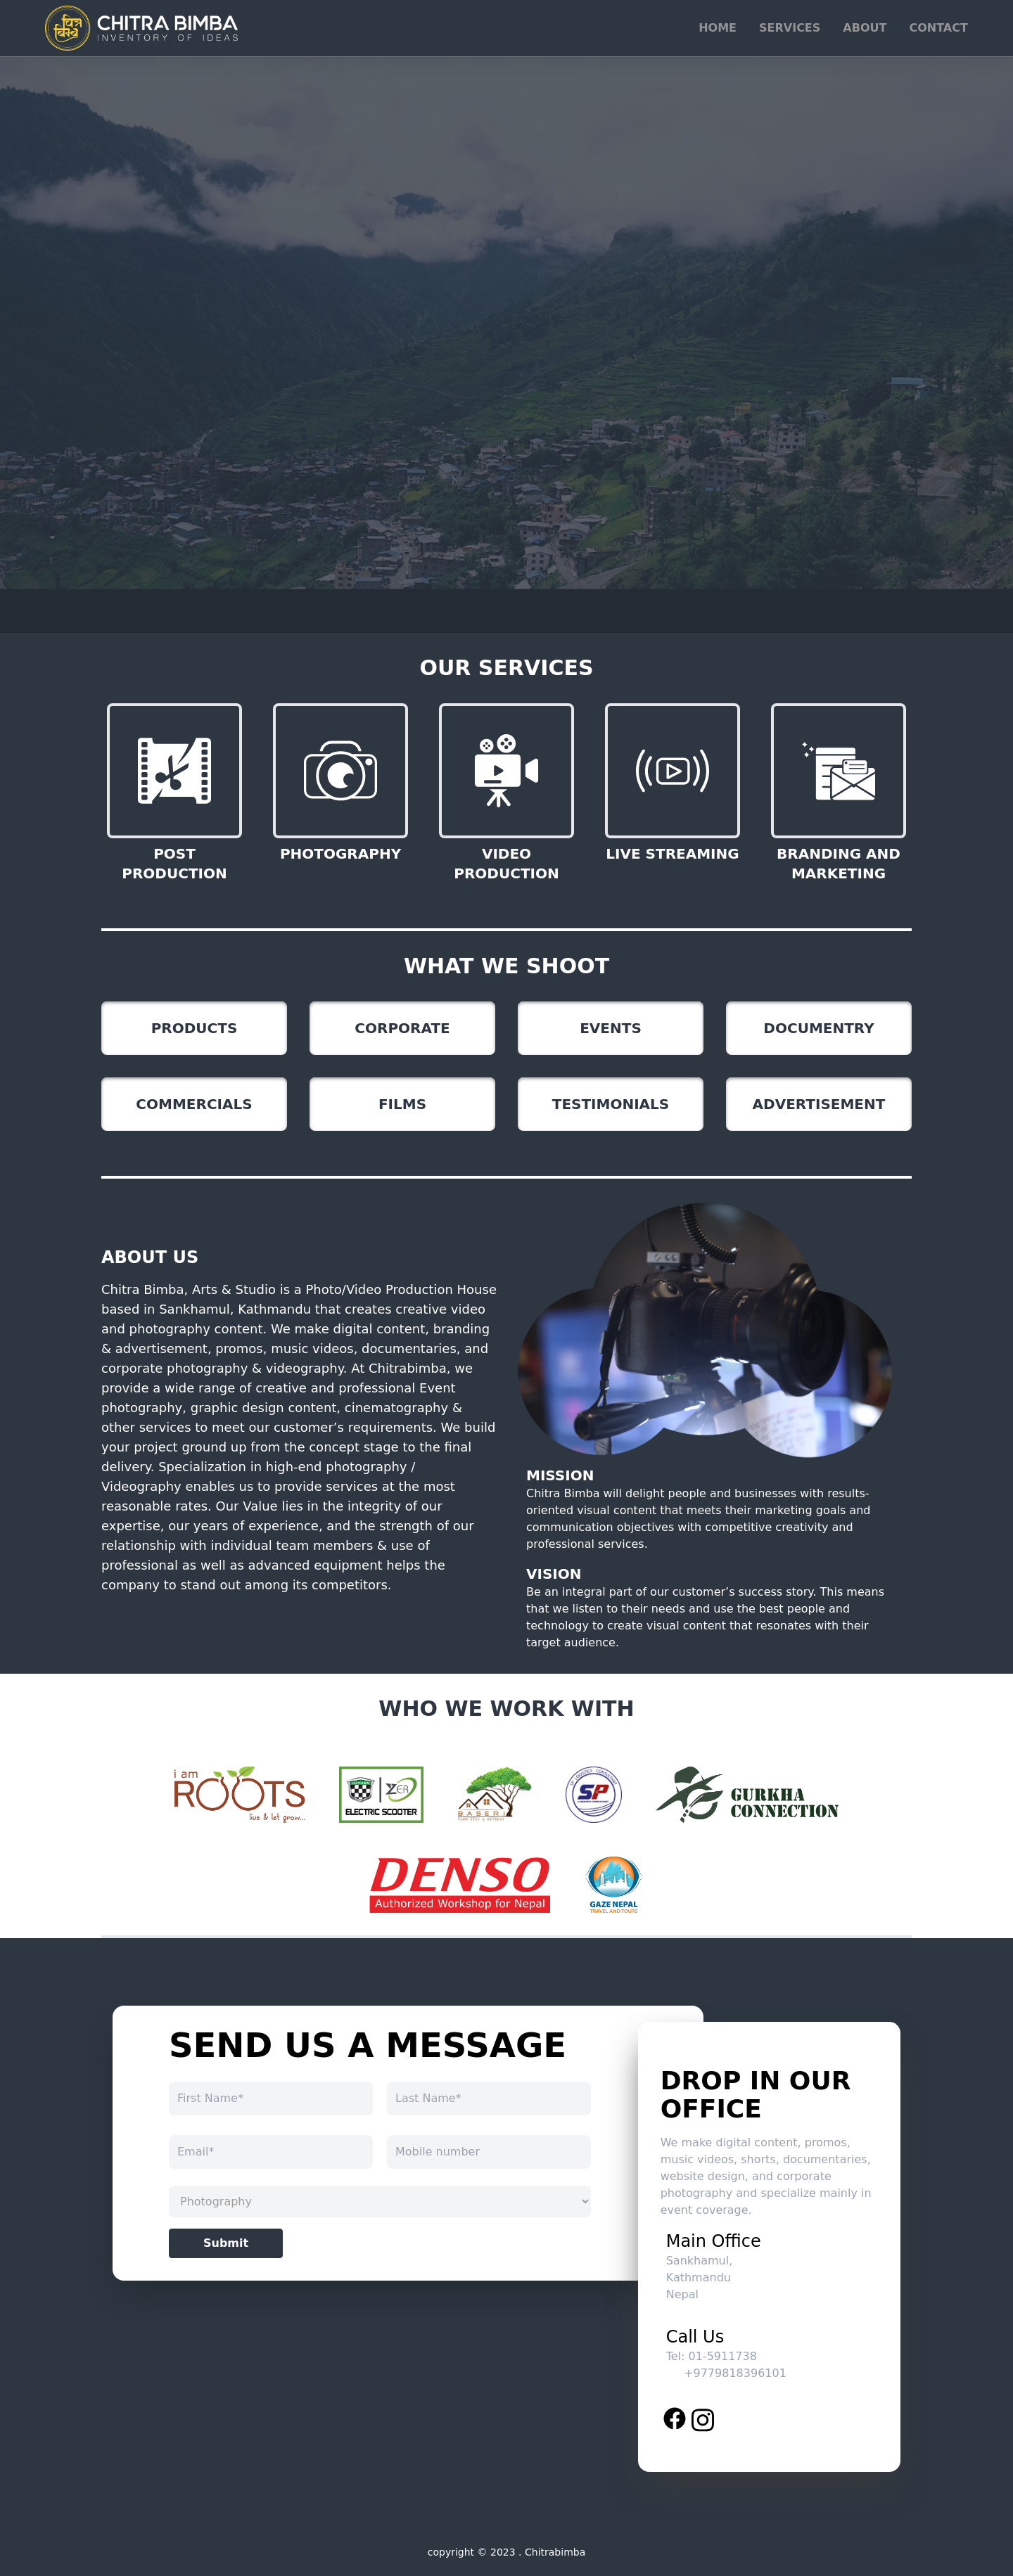 चित्र
बिम्ब
CHITRA BIMBA
INVENTORY OF IDEAS
HOME SERVICES ABOUT CONTACT
OUR SERVICES
POST
PRODUCTION
PHOTOGRAPHY
VIDEO
PRODUCTION
LIVE STREAMING
BRANDING AND
MARKETING
WHAT WE SHOOT
PRODUCTS CORPORATE EVENTS DOCUMENTRY
COMMERCIALS FILMS TESTIMONIALS ADVERTISEMENT
ABOUT US
Chitra Bimba, Arts & Studio is a Photo/Video Production House
based in Sankhamul, Kathmandu that creates creative video
and photography content. We make digital content, branding
& advertisement, promos, music videos, documentaries, and
corporate photography & videography. At Chitrabimba, we
provide a wide range of creative and professional Event
photography, graphic design content, cinematography &
other services to meet our customer’s requirements. We build
your project ground up from the concept stage to the final
delivery. Specialization in high-end photography /
Videography enables us to provide services at the most
reasonable rates. Our Value lies in the integrity of our
expertise, our years of experience, and the strength of our
relationship with individual team members & use of
professional as well as advanced equipment helps the
company to stand out among its competitors.
MISSION
Chitra Bimba will delight people and businesses with results-
oriented visual content that meets their marketing goals and
communication objectives with competitive creativity and
professional services.
VISION
Be an integral part of our customer’s success story. This means
that we listen to their needs and use the best people and
technology to create visual content that resonates with their
target audience.
WHO WE WORK WITH
i am
ROOTS
live & let grow...
ELECTRIC SCOOTER
BASERI
SP
GURKHA
CONNECTION
DENSO
Authorized Workshop for Nepal
GAZE NEPAL
TRAVEL AND TOURS
SEND US A MESSAGE
First Name* Last Name*
Email* Mobile number
Photography
Submit
DROP IN OUR
OFFICE
We make digital content, promos,
music videos, shorts, documentaries,
website design, and corporate
photography and specialize mainly in
event coverage.
Main Office
Sankhamul,
Kathmandu
Nepal
Call Us
Tel: 01-5911738
+9779818396101
copyright © 2023 . Chitrabimba